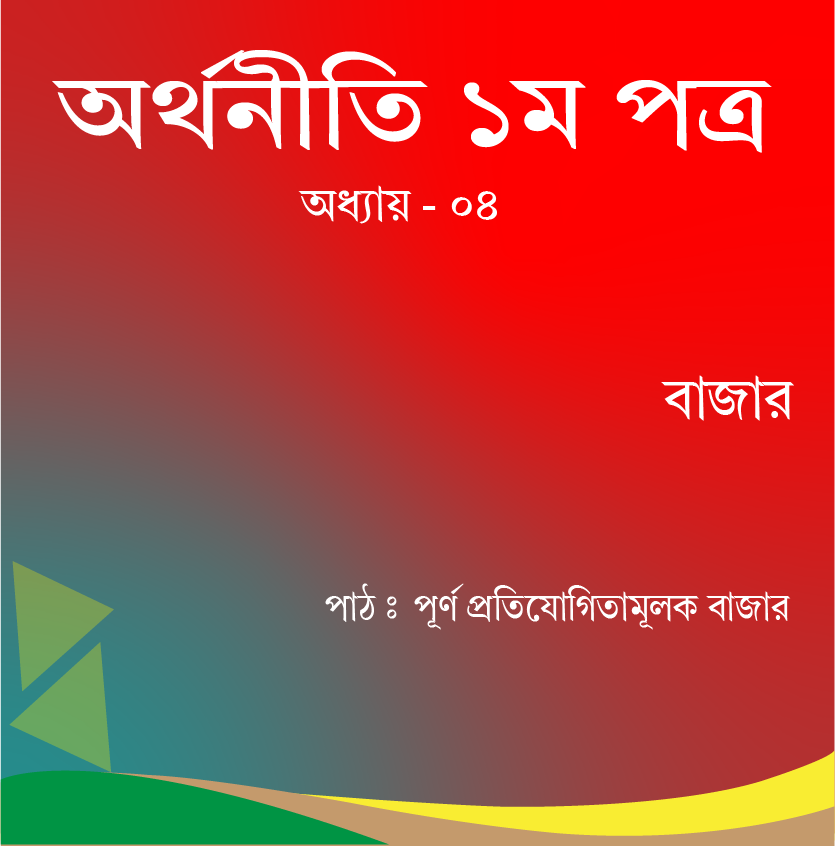 অর্থনীতি ১ম পত্র
অধ্যায় - ০৪
বাজার
পাঠ ঃ পূর্ণ প্রতিযোগিতামূলক বাজার